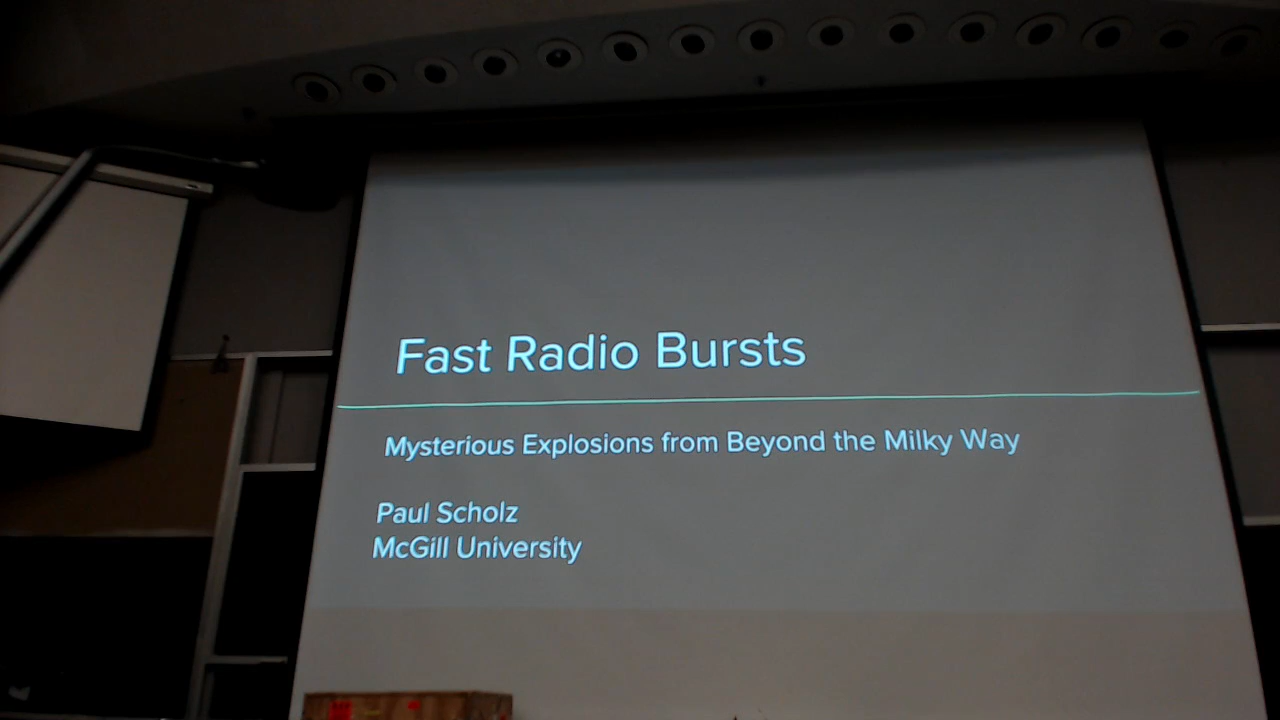 Fast Radio Bursts
Mysterious Explosions from Beyond the Milky Way
Paul Scholz
McGill University